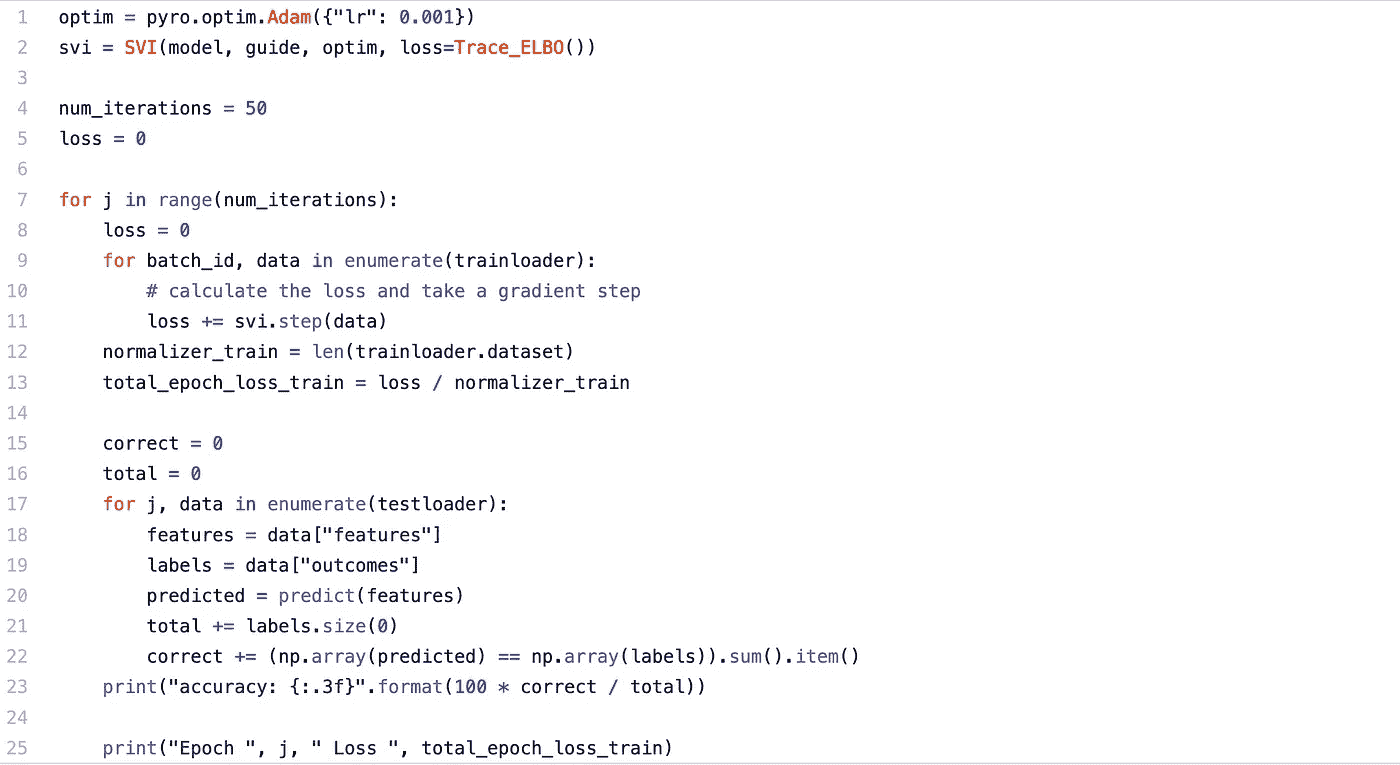 1 optim = pyro.optim.Adam({"lr": 0.001})
2 svi = SVI(model, guide, optim, loss=Trace_ELBO())
3
4 num_iterations = 50
5 loss = 0
6
7 for j in range(num_iterations):
8     loss = 0
9     for batch_id, data in enumerate(trainloader):
10         # calculate the loss and take a gradient step
11         loss += svi.step(data)
12     normalizer_train = len(trainloader.dataset)
13     total_epoch_loss_train = loss / normalizer_train
14
15     correct = 0
16     total = 0
17     for j, data in enumerate(testloader):
18         features = data["features"]
19         labels = data["outcomes"]
20         predicted = predict(features)
21         total += labels.size(0)
22         correct += (np.array(predicted) == np.array(labels)).sum().item()
23     print("accuracy: {:.3f}".format(100 * correct / total))
24
25     print("Epoch ", j, " Loss ", total_epoch_loss_train)